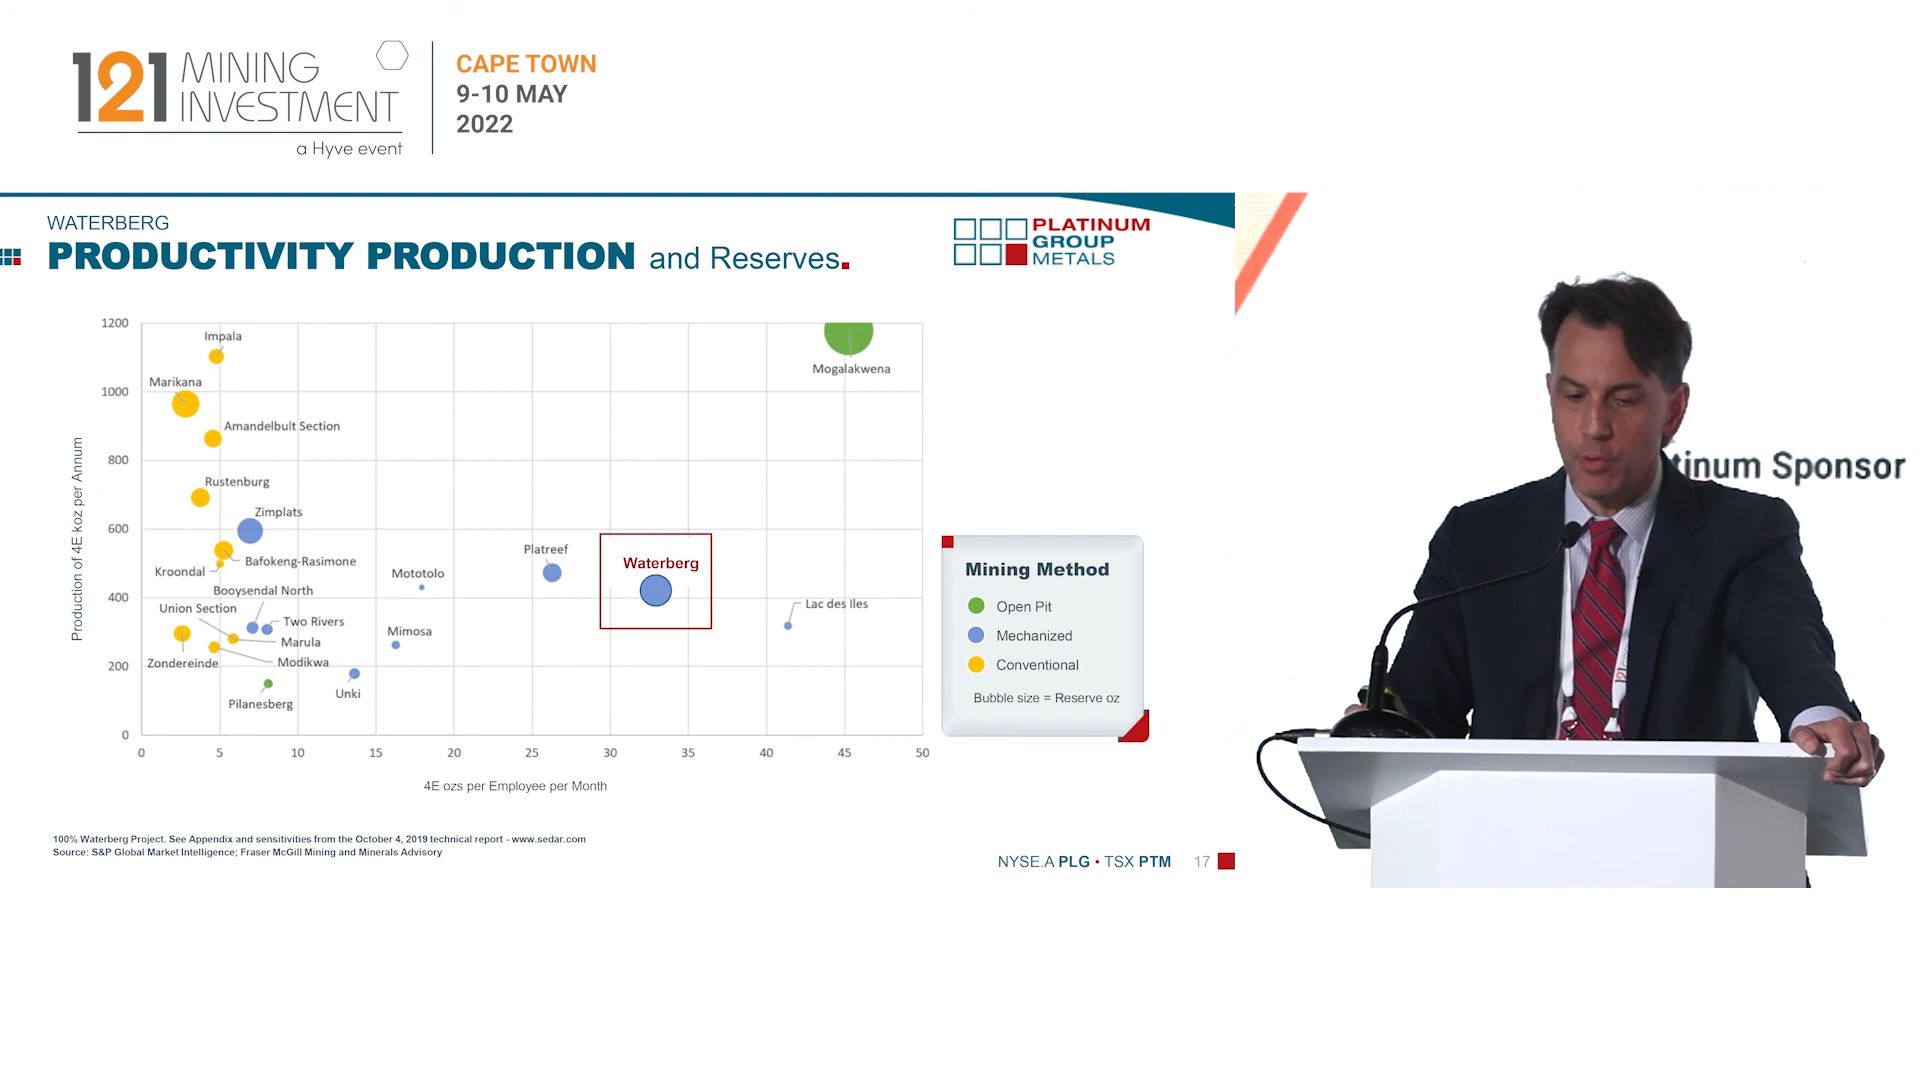 121 MINING INVESTMENT
a Hyve event
CAPE TOWN
9-10 MAY
2022
WATERBERG
PRODUCTIVITY PRODUCTION and Reserves.
PLATINUM
GROUP
METALS
Production of 4E koz per Annum
1200
1000
800
600
400
200
0
0 5 10 15 20 25 30 35 40 45 50
4E ozs per Employee per Month
Impala
Mogalakwena
Marikana
Amandelbult Section
Rustenburg
Zimplats
Platreef
Waterberg
Bafokeng-Rasimone
Kroondal
Mototolo
Booysendal North
Lac des Iles
Union Section
Two Rivers
Mimosa
Marula
Zondereinde
Modikwa
Unki
Pilanesberg
Mining Method
Open Pit
Mechanized
Conventional
Bubble size = Reserve oz
100% Waterberg Project. See Appendix and sensitivities from the October 4, 2019 technical report - www.sedar.com
Source: S&P Global Market Intelligence; Fraser McGill Mining and Minerals Advisory
NYSE.A PLG • TSX PTM 17
tinum Sponsor
121